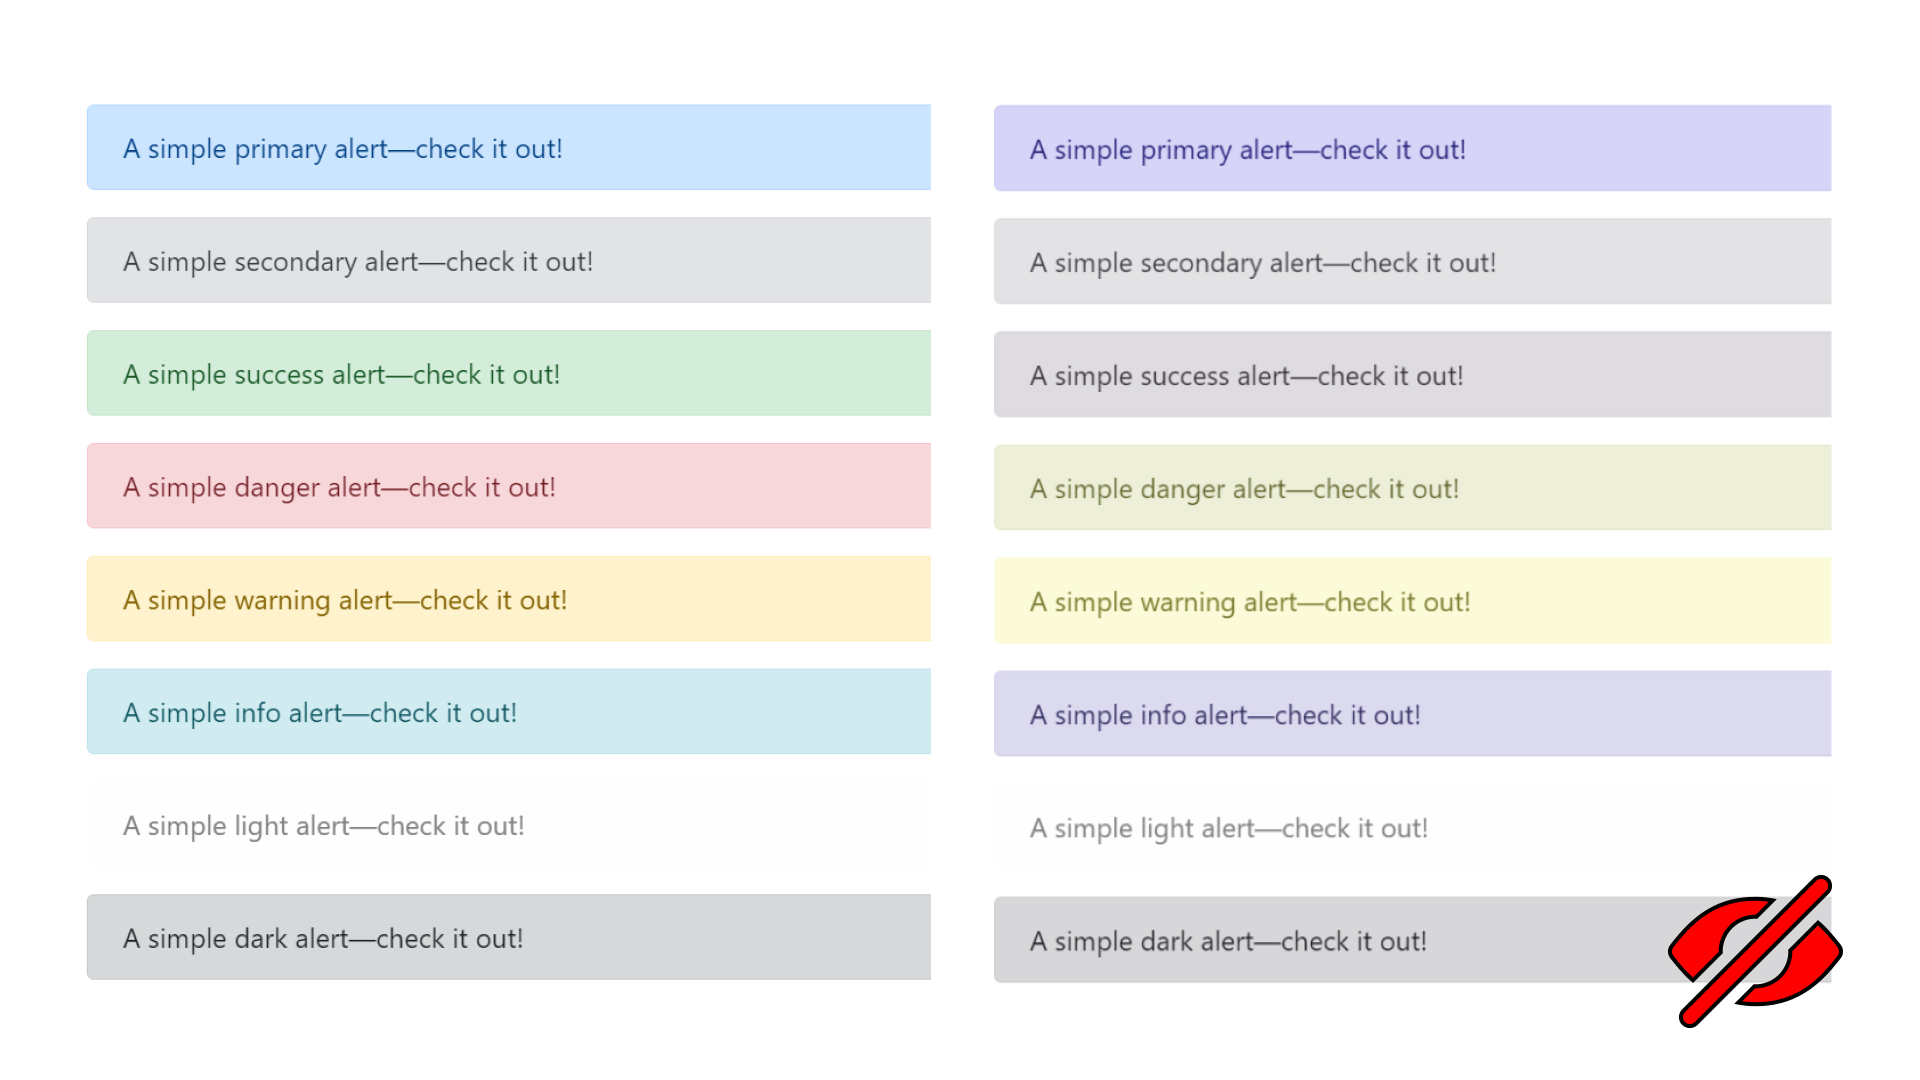 A simple primary alert—check it out!
A simple secondary alert—check it out!
A simple success alert—check it out!
A simple danger alert—check it out!
A simple warning alert—check it out!
A simple info alert—check it out!
A simple light alert—check it out!
A simple dark alert—check it out!
A simple primary alert—check it out!
A simple secondary alert—check it out!
A simple success alert—check it out!
A simple danger alert—check it out!
A simple warning alert—check it out!
A simple info alert—check it out!
A simple light alert—check it out!
A simple dark alert—check it out!